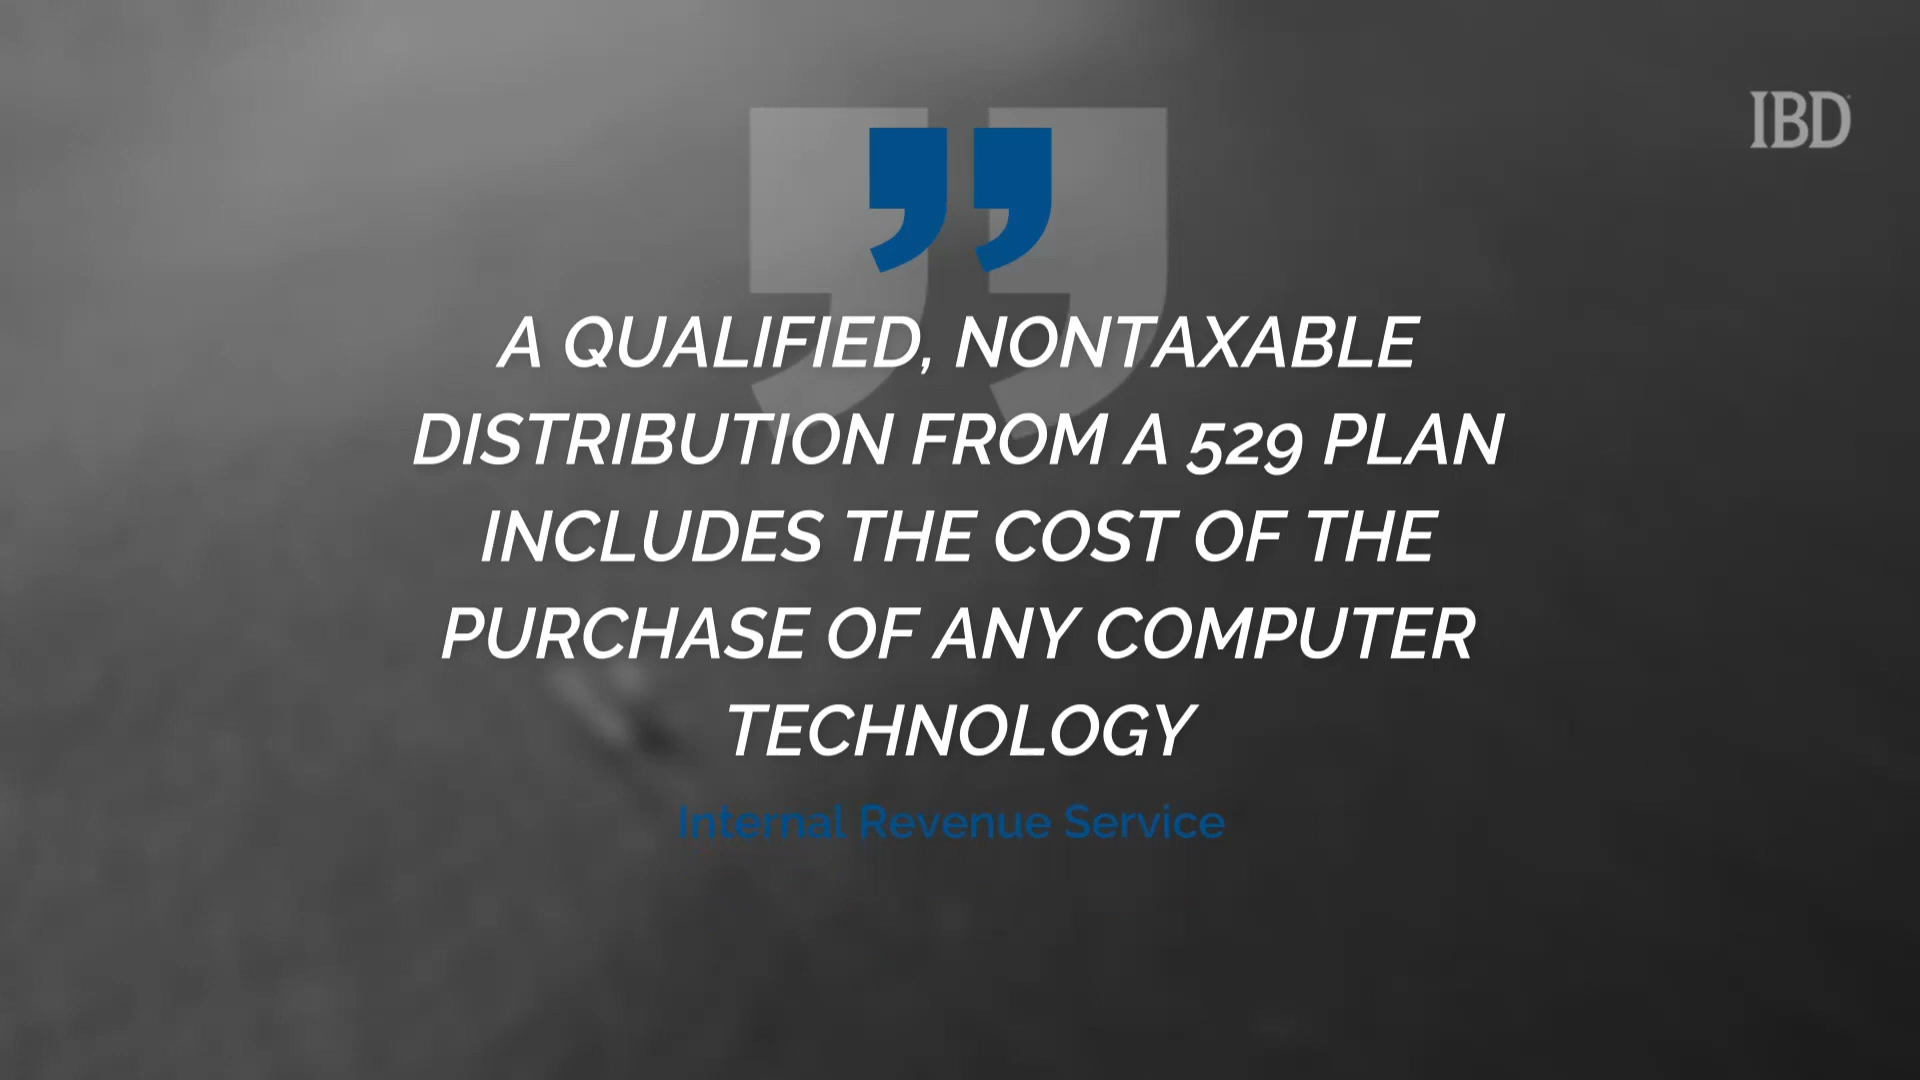 IBD
A QUALIFIED, NONTAXABLE
DISTRIBUTION FROM A 529 PLAN
INCLUDES THE COST OF THE
PURCHASE OF ANY COMPUTER
TECHNOLOGY
Internal Revenue Service